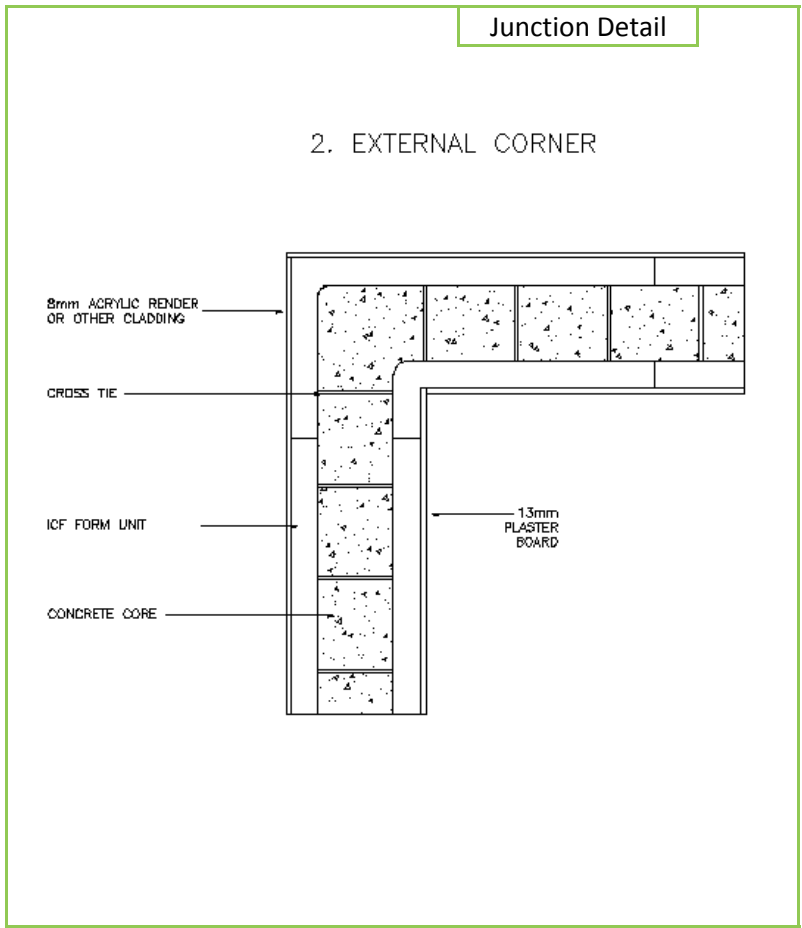 Junction Detail
2. EXTERNAL CORNER
8mm ACRYLIC RENDER
OR OTHER CLADDING
CROSS TIE
ICF FORM UNIT
13mm
PLASTER
BOARD
CONCRETE CORE